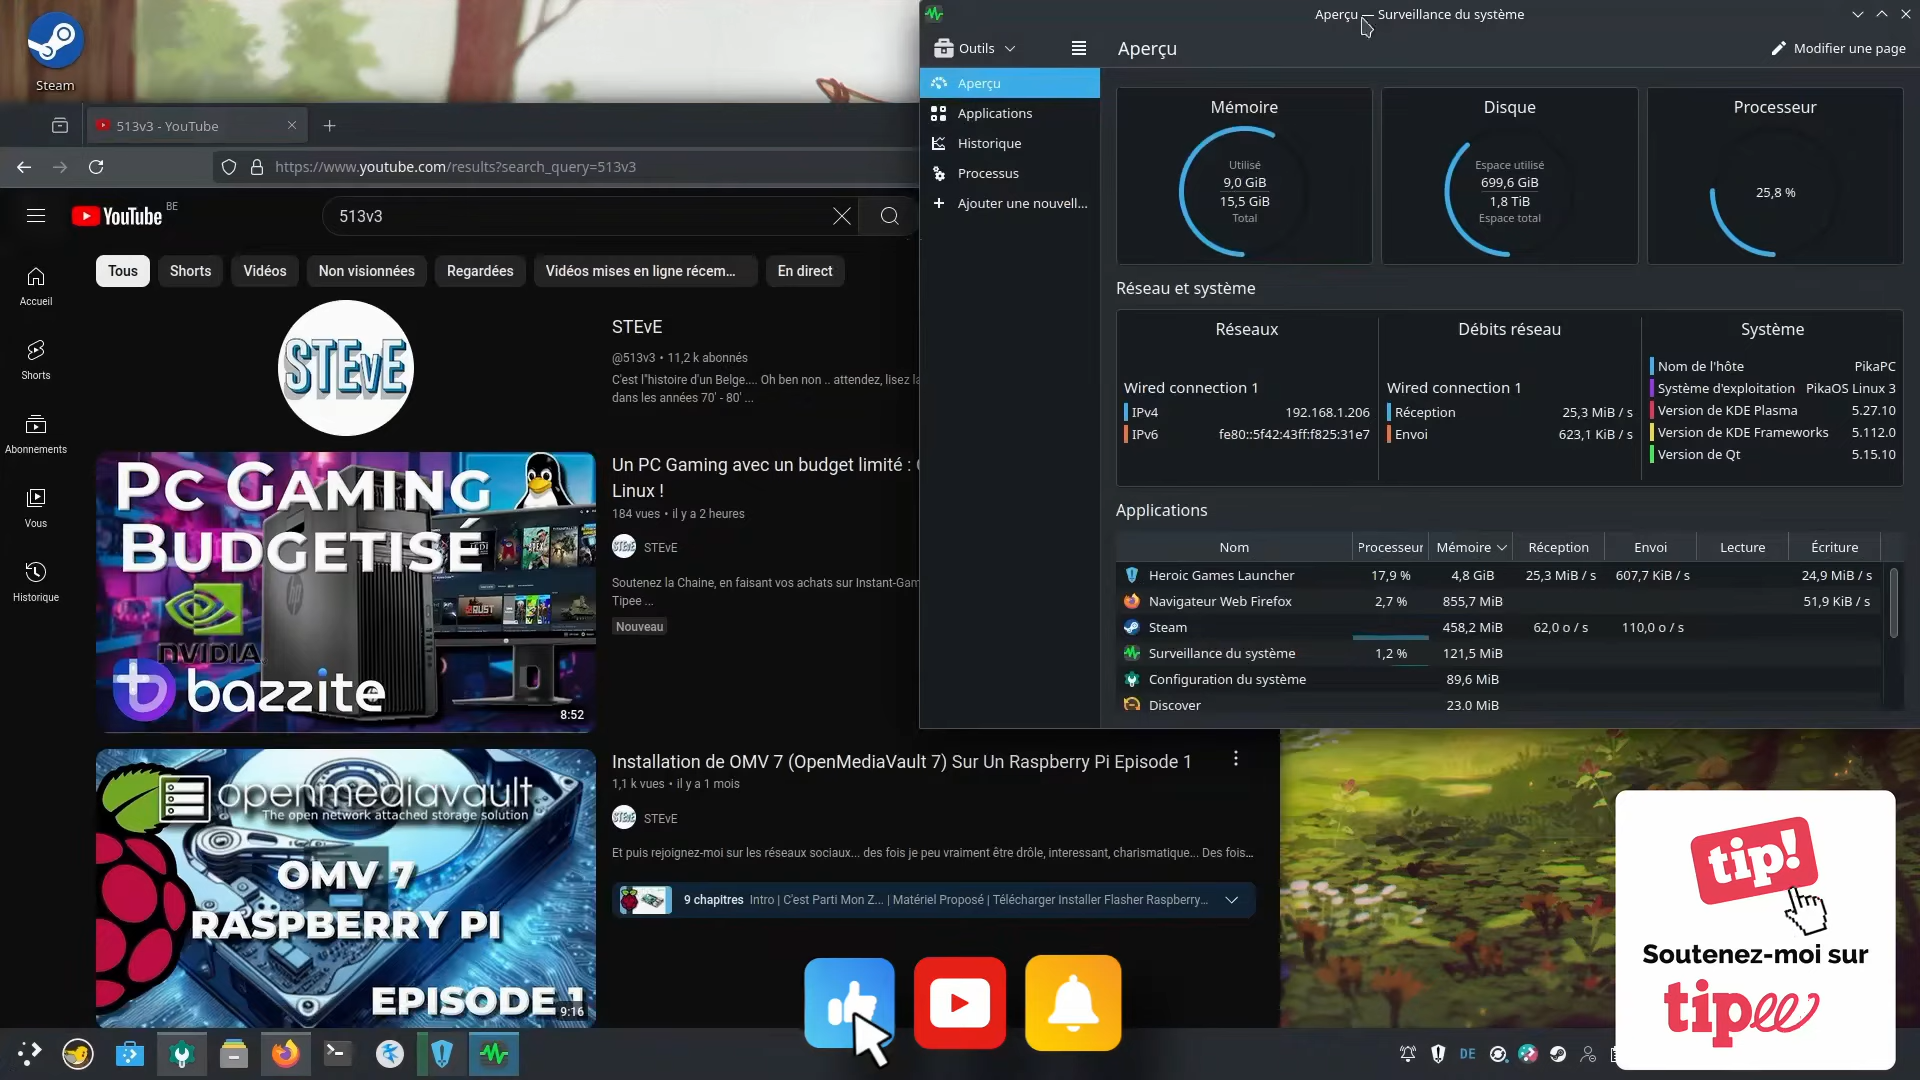 Steam
513v3 - YouTube
https://www.youtube.com/results?search_query=513v3
YouTube BE
513v3
Tous
Shorts
Vidéos
Non visionnées
Regardées
Vidéos mises en ligne récem...
En direct
Accueil
Shorts
Abonnements
Vous
Historique
STEvE
STEvE
@513v3 • 11,2 k abonnés
C'est l'histoire d'un Belge.... Oh ben non .. attendez, lisez
dans les années 70' - 80' ...
PC GAMING
BUDGETISÉ
NVIDIA
bazzite
8:52
Un PC Gaming avec un budget limité :
Linux !
184 vues • il y a 2 heures
STEvE
Soutenez la Chaine, en faisant vos achats sur Instant-Gam
Tipee ...
Nouveau
openmediavault
The open network attached storage solution
OMV 7
RASPBERRY PI
EPISODE 1
9:16
Installation de OMV 7 (OpenMediaVault 7) Sur Un Raspberry Pi Episode 1
1,1 k vues • il y a 1 mois
STEvE
Et puis rejoignez-moi sur les réseaux sociaux... des fois je peu vraiment être drôle, interessant, charismatique... Des fois...
9 chapitres Intro | C'est Parti Mon Z... | Matériel Proposé | Télécharger Installer Flasher Raspberry...
Aperçu — Surveillance du système
Outils
Aperçu
Modifier une page
Aperçu
Applications
Historique
Processus
Ajouter une nouvell...
Mémoire
Utilisé
9,0 GiB
15,5 GiB
Total
Disque
Espace utilisé
699,6 GiB
1,8 TiB
Espace total
Processeur
25,8 %
Réseau et système
Réseaux
Wired connection 1
IPv4 192.168.1.206
IPv6 fe80::5f42:43ff:f825:31e7
Débits réseau
Wired connection 1
Réception 25,3 MiB / s
Envoi 623,1 KiB / s
Système
Nom de l'hôte PikaPC
Système d'exploitation PikaOS Linux 3
Version de KDE Plasma 5.27.10
Version de KDE Frameworks 5.112.0
Version de Qt 5.15.10
Applications
Nom Processeur Mémoire Réception Envoi Lecture Écriture
Heroic Games Launcher 17,9 % 4,8 GiB 25,3 MiB / s 607,7 KiB / s 24,9 MiB / s
Navigateur Web Firefox 2,7 % 855,7 MiB 51,9 KiB / s
Steam 458,2 MiB 62,0 o / s 110,0 o / s
Surveillance du système 1,2 % 121,5 MiB
Configuration du système 89,6 MiB
Discover 23.0 MiB
tip!
Soutenez-moi sur
tipeee
DE